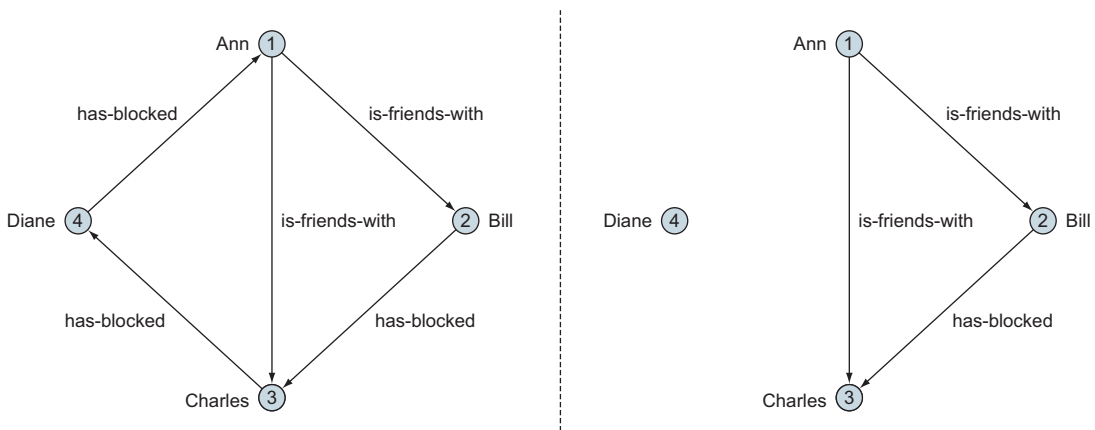 Ann 1
has-blocked
is-friends-with
Diane 4
is-friends-with
2 Bill
has-blocked
has-blocked
Charles 3
Ann 1
is-friends-with
Diane 4
is-friends-with
2 Bill
has-blocked
Charles 3